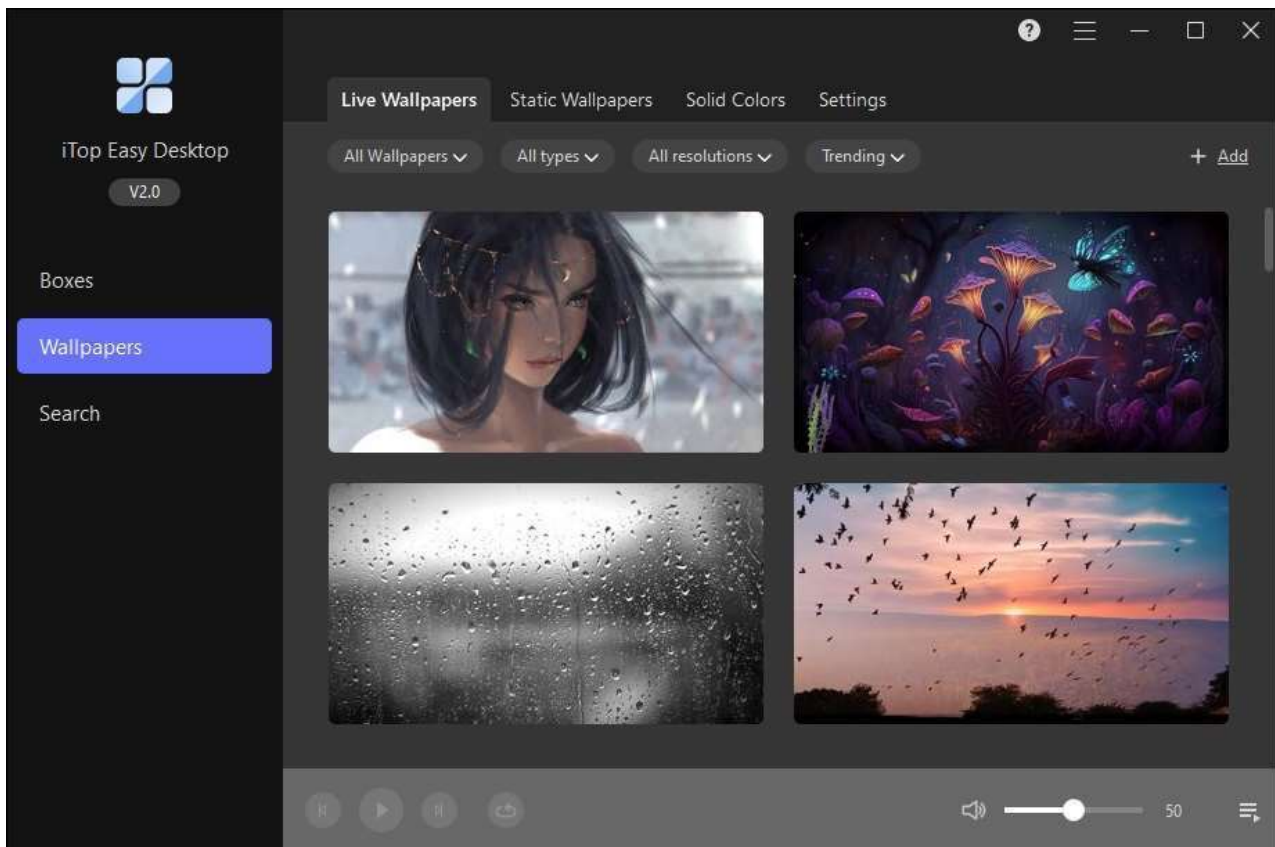 iTop Easy Desktop
V2.0
Boxes
Wallpapers
Search
Live Wallpapers Static Wallpapers Solid Colors Settings
All Wallpapers All types All resolutions Trending + Add
50